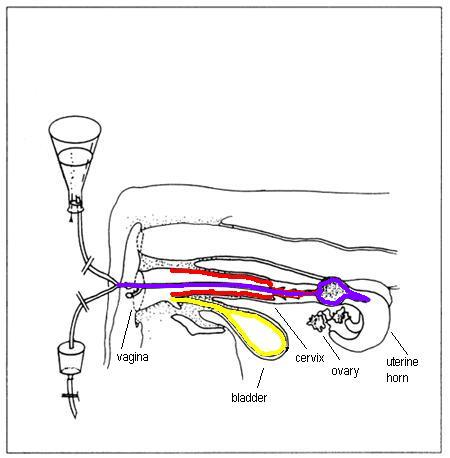 vagina
cervix
ovary
uterine
horn
bladder